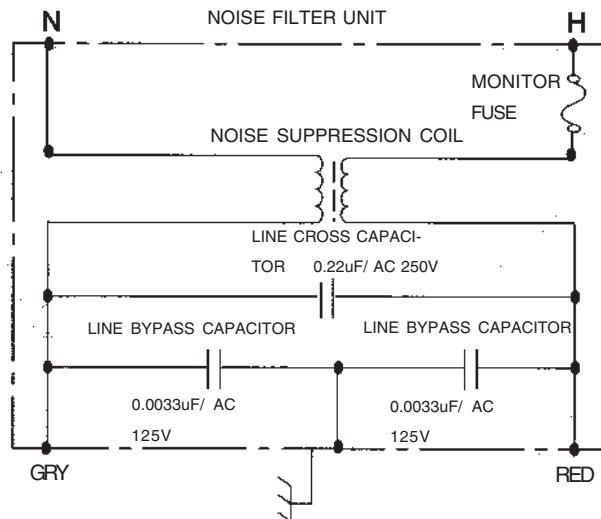 N
NOISE FILTER UNIT
H
MONITOR
FUSE
NOISE SUPPRESSION COIL
LINE CROSS CAPACI-
TOR 0.22uF/ AC 250V
LINE BYPASS CAPACITOR
LINE BYPASS CAPACITOR
0.0033uF/ AC
125V
0.0033uF/ AC
125V
GRY
RED